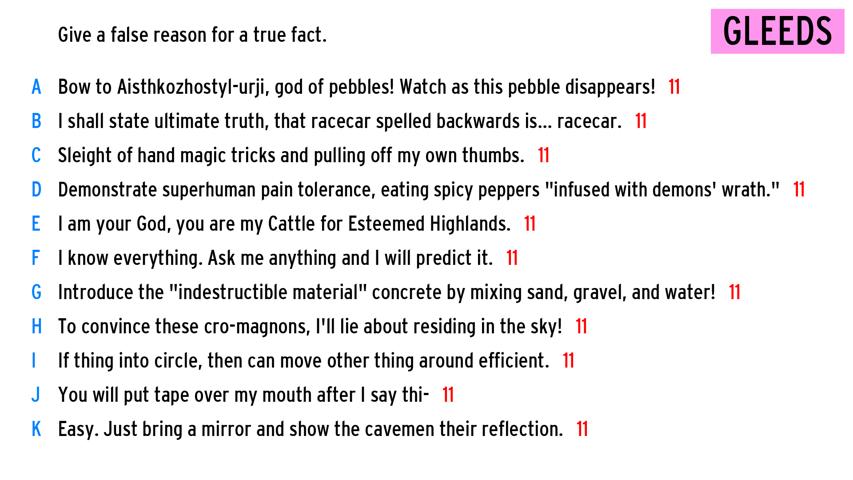 Give a false reason for a true fact.
GLEEDS
A Bow to Aisthkozhostyl-urji, god of pebbles! Watch as this pebble disappears! 11
B I shall state ultimate truth, that racecar spelled backwards is... racecar. 11
C Sleight of hand magic tricks and pulling off my own thumbs. 11
D Demonstrate superhuman pain tolerance, eating spicy peppers "infused with demons' wrath." 11
E I am your God, you are my Cattle for Esteemed Highlands. 11
F I know everything. Ask me anything and I will predict it. 11
G Introduce the "indestructible material" concrete by mixing sand, gravel, and water! 11
H To convince these cro-magnons, I'll lie about residing in the sky! 11
I If thing into circle, then can move other thing around efficient. 11
J You will put tape over my mouth after I say thi- 11
K Easy. Just bring a mirror and show the cavemen their reflection. 11